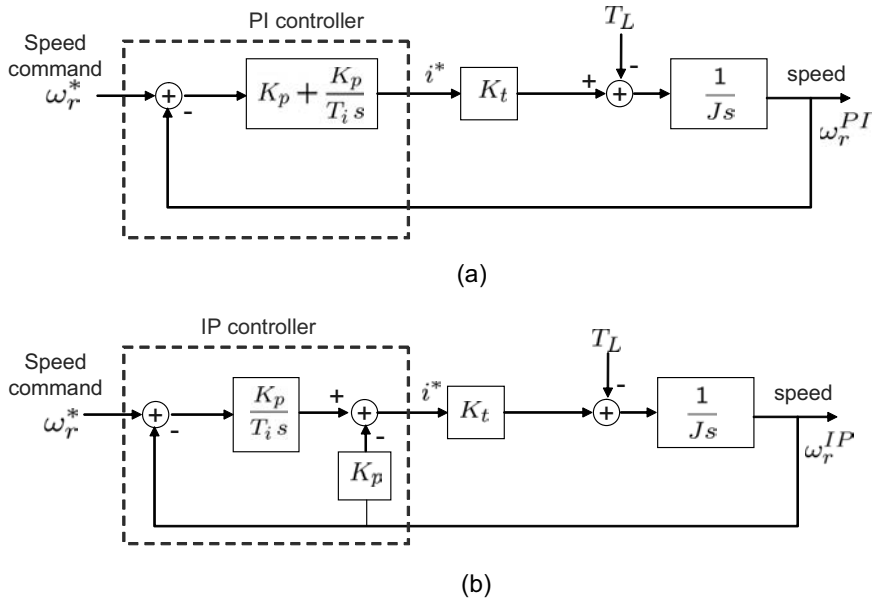 PI controller
Speed
command
ω_r^*
+
-
K_p + K_p / T_i s
i^*
K_t
T_L
-
+
+
1 / Js
speed
ω_r^{PI}
(a)
IP controller
Speed
command
ω_r^*
+
-
K_p / T_i s
+
+
-
K_p
i^*
K_t
T_L
-
+
1 / Js
speed
ω_r^{IP}
(b)